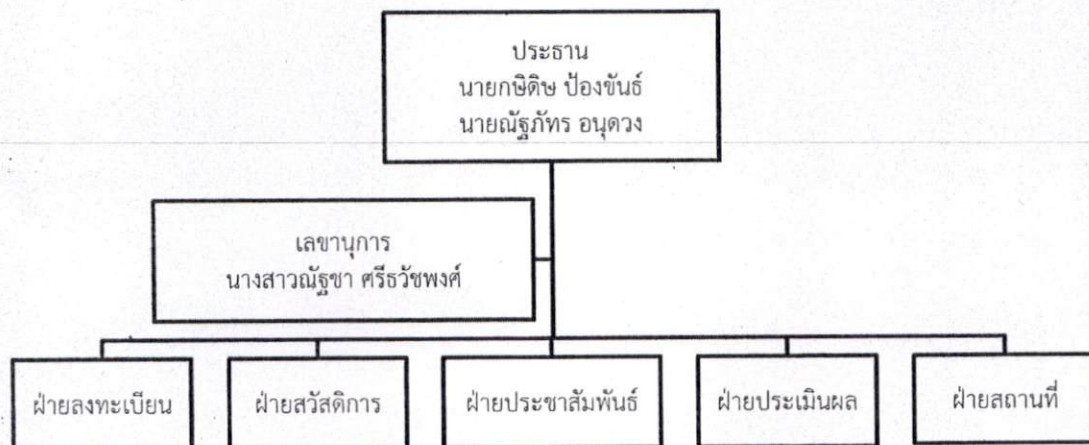 ประธาน
นายกษิดิษ ป้องขันธ์
นายณัฐภัทร อนุดวง
เลขานุการ
นางสาวณัฐชา ศรีธวัชพงศ์
ฝ่ายลงทะเบียน
ฝ่ายสวัสดิการ
ฝ่ายประชาสัมพันธ์
ฝ่ายประเมินผล
ฝ่ายสถานที่